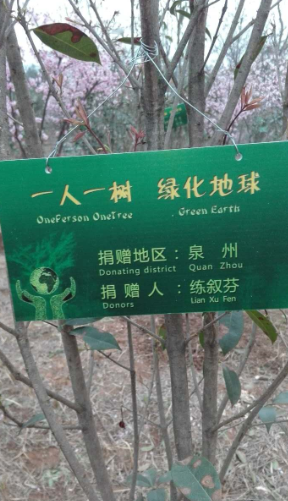 一人一树 绿化地球
OnePerson OneTree . Green Earth
捐赠地区：泉 州
Donating district Quan Zhou
捐 赠 人：练叙芬
Donors Lian Xu Fen